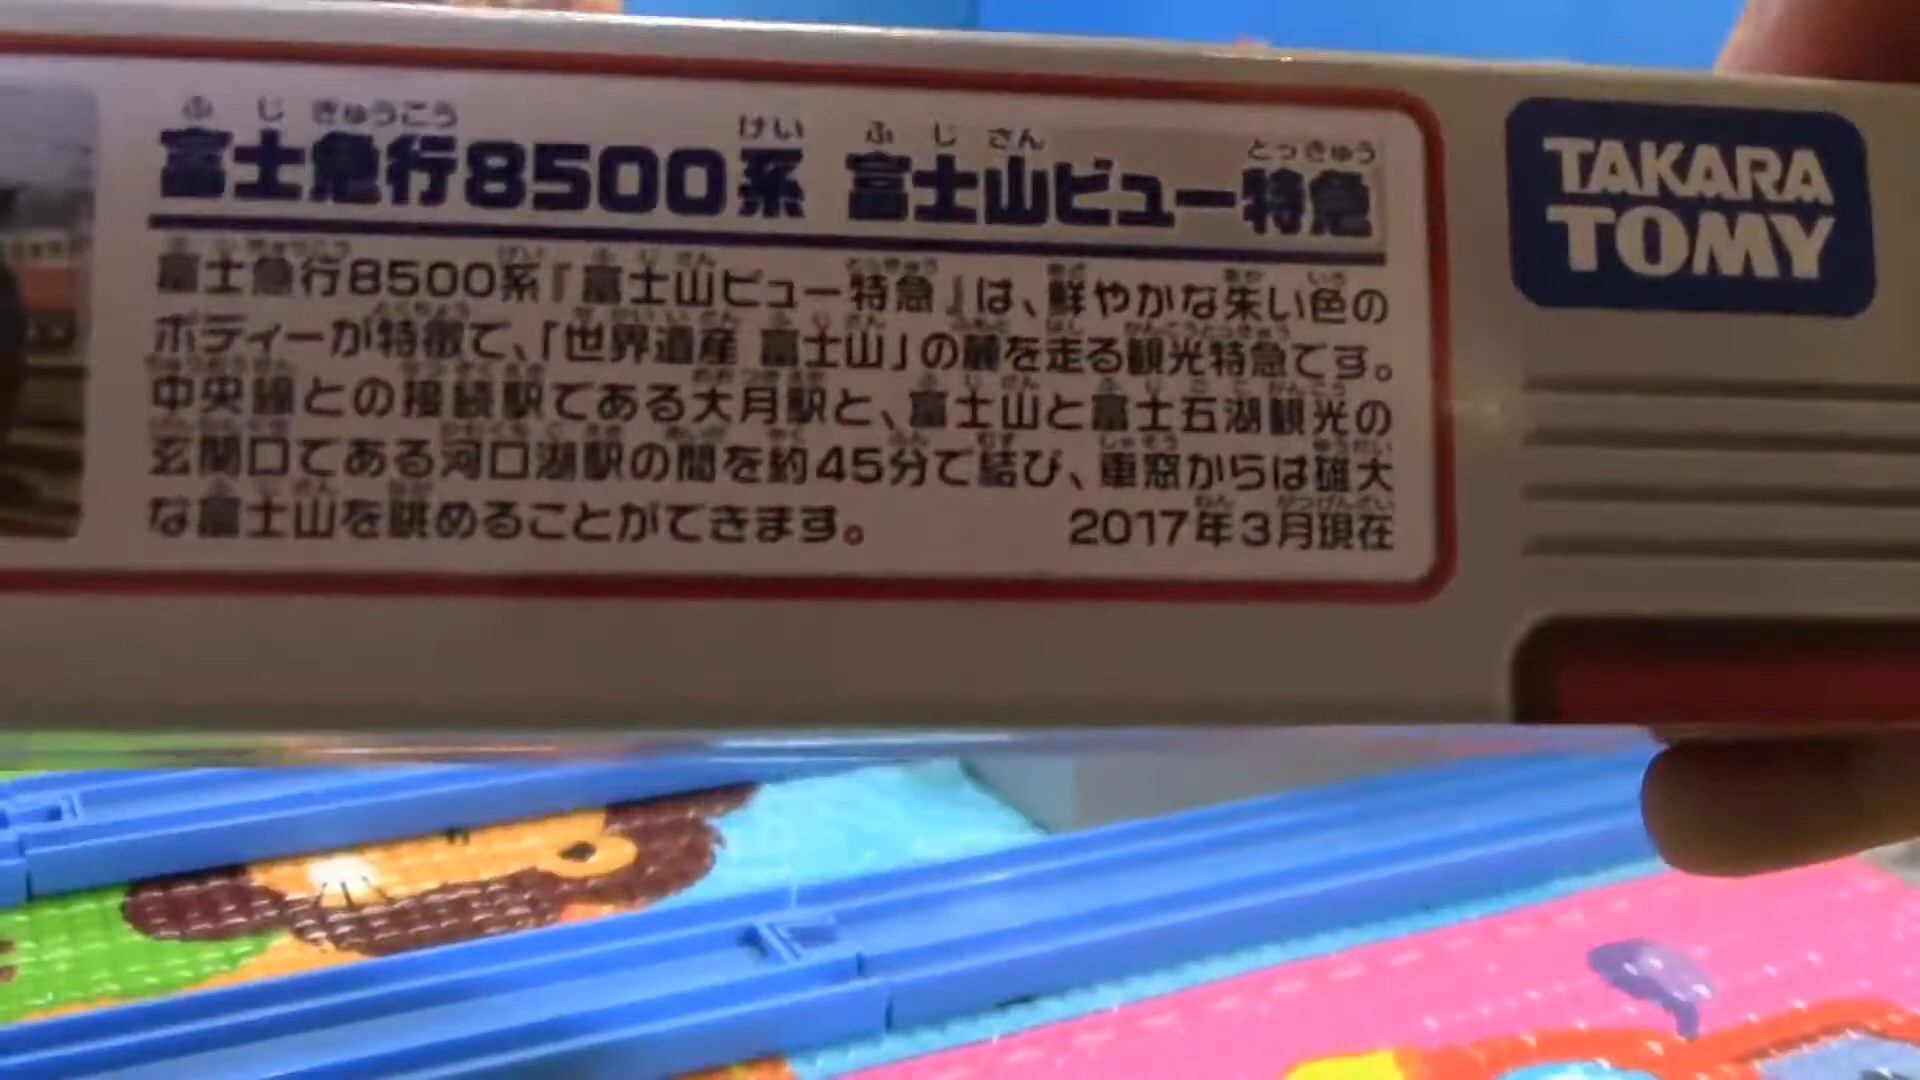 富士急行8500系 富士山ビュー特急
富士急行8500系『富士山ビュー特急』は、鮮やかな朱い色の
ボディーが特徴で、「世界遺産 富士山」の麓を走る観光特急です。
中央線との接続駅である大月駅と、富士山と富士五湖観光の
玄関口である河口湖駅の間を約45分で結び、車窓からは雄大
な富士山を眺めることができます。 2017年3月現在
TAKARA
TOMY